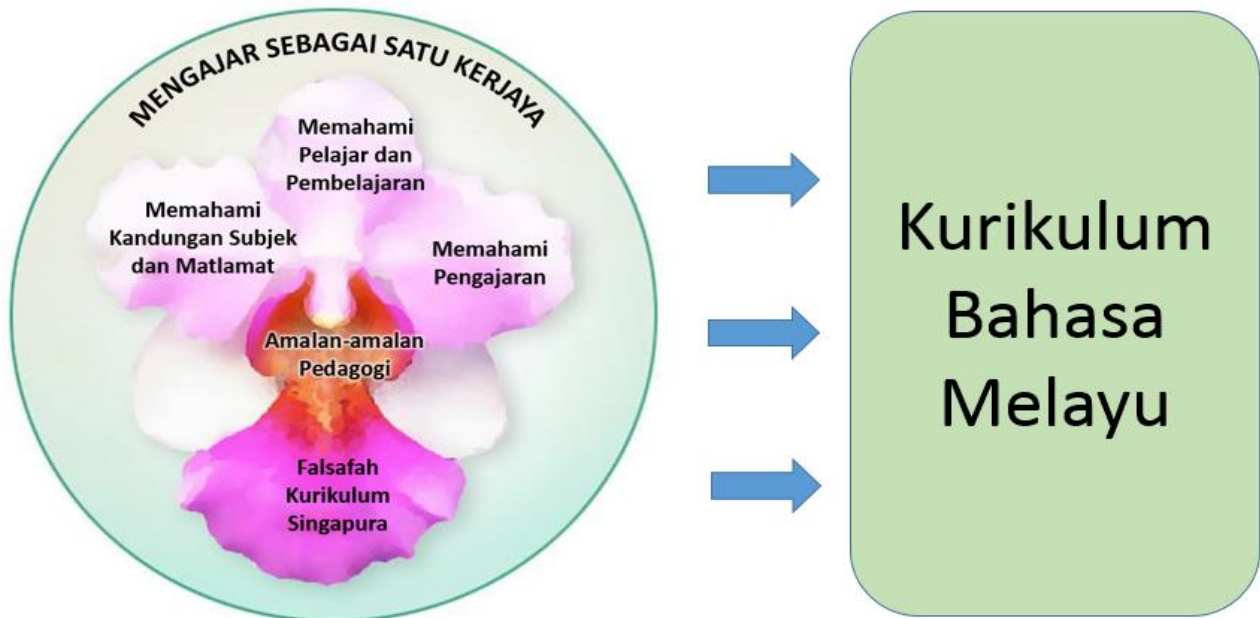 MENGAJAR SEBAGAI SATU KERJAYA
Memahami
Pelajar dan
Pembelajaran
Memahami
Kandungan Subjek
dan Matlamat
Memahami
Pengajaran
Amalan-amalan
Pedagogi
Falsafah
Kurikulum
Singapura
Kurikulum
Bahasa
Melayu